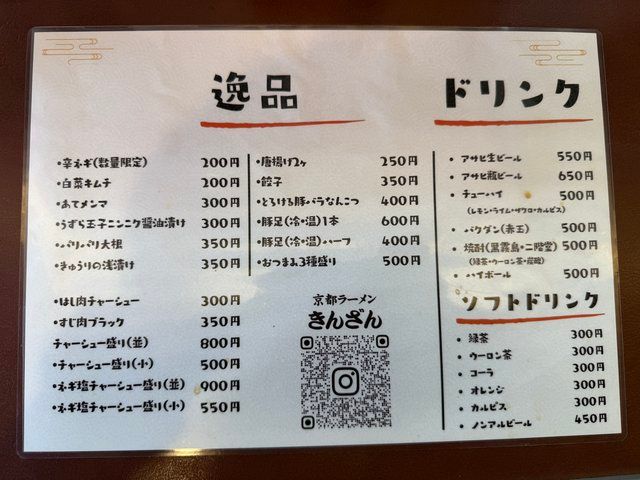 逸品
・辛ネギ(数量限定) 200円
・白菜キムチ 200円
・あてメンマ 300円
・うずら玉子ニンニク醤油漬け 300円
・パリパリ大根 350円
・きゅうりの浅漬け 350円
・はし肉チャーシュー 300円
・すじ肉ブラック 350円
チャーシュー盛り(並) 800円
・チャーシュー盛り(小) 500円
・ネギ塩チャーシュー盛り(並) 900円
・ネギ塩チャーシュー盛り(小) 550円
・唐揚げ2ヶ 250円
・餃子 350円
・とろける豚バラなんこつ 400円
・豚足(冷・温)1本 600円
・豚足(冷・温)ハーフ 400円
・おつまみ3種盛り 500円
京都ラーメン
きんざん
ドリンク
・アサヒ生ビール 550円
・アサヒ瓶ビール 650円
・チューハイ 500円
(レモン・ライム・ザクロ・カルピス)
・バクダン(赤玉) 500円
・焼酎(黒霧島・二階堂) 500円
(緑茶・ウーロン茶・炭酸)
・ハイボール 500円
ソフトドリンク
・緑茶 300円
・ウーロン茶 300円
・コーラ 300円
・オレンジ 300円
・カルピス 300円
・ノンアルビール 450円